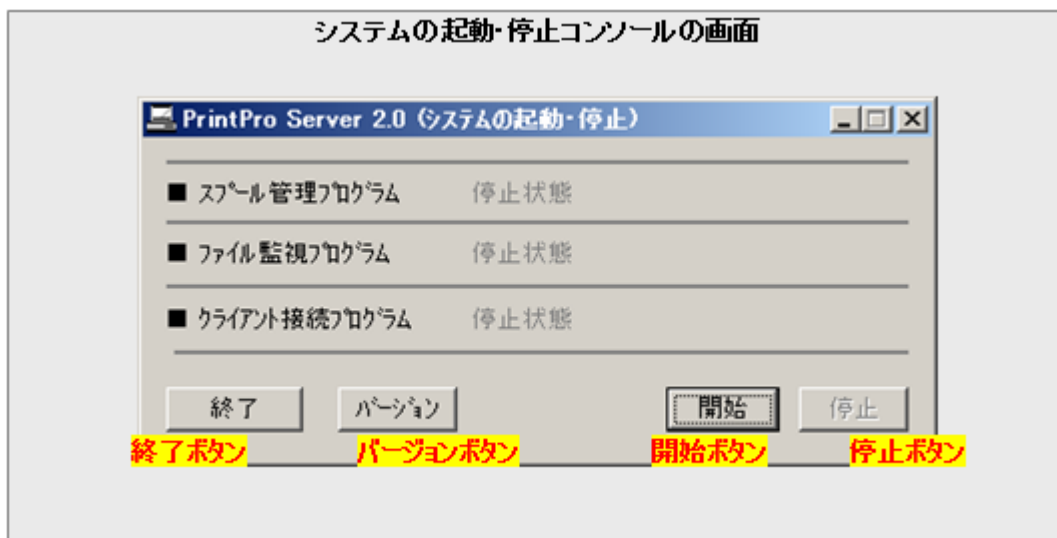 システムの起動・停止コンソールの画面
PrintPro Server 2.0 (システムの起動・停止)
■ スプール管理プログラム 停止状態
■ ファイル監視プログラム 停止状態
■ クライアント接続プログラム 停止状態
終了 バージョン 開始 停止
終了ボタン バージョンボタン 開始ボタン 停止ボタン